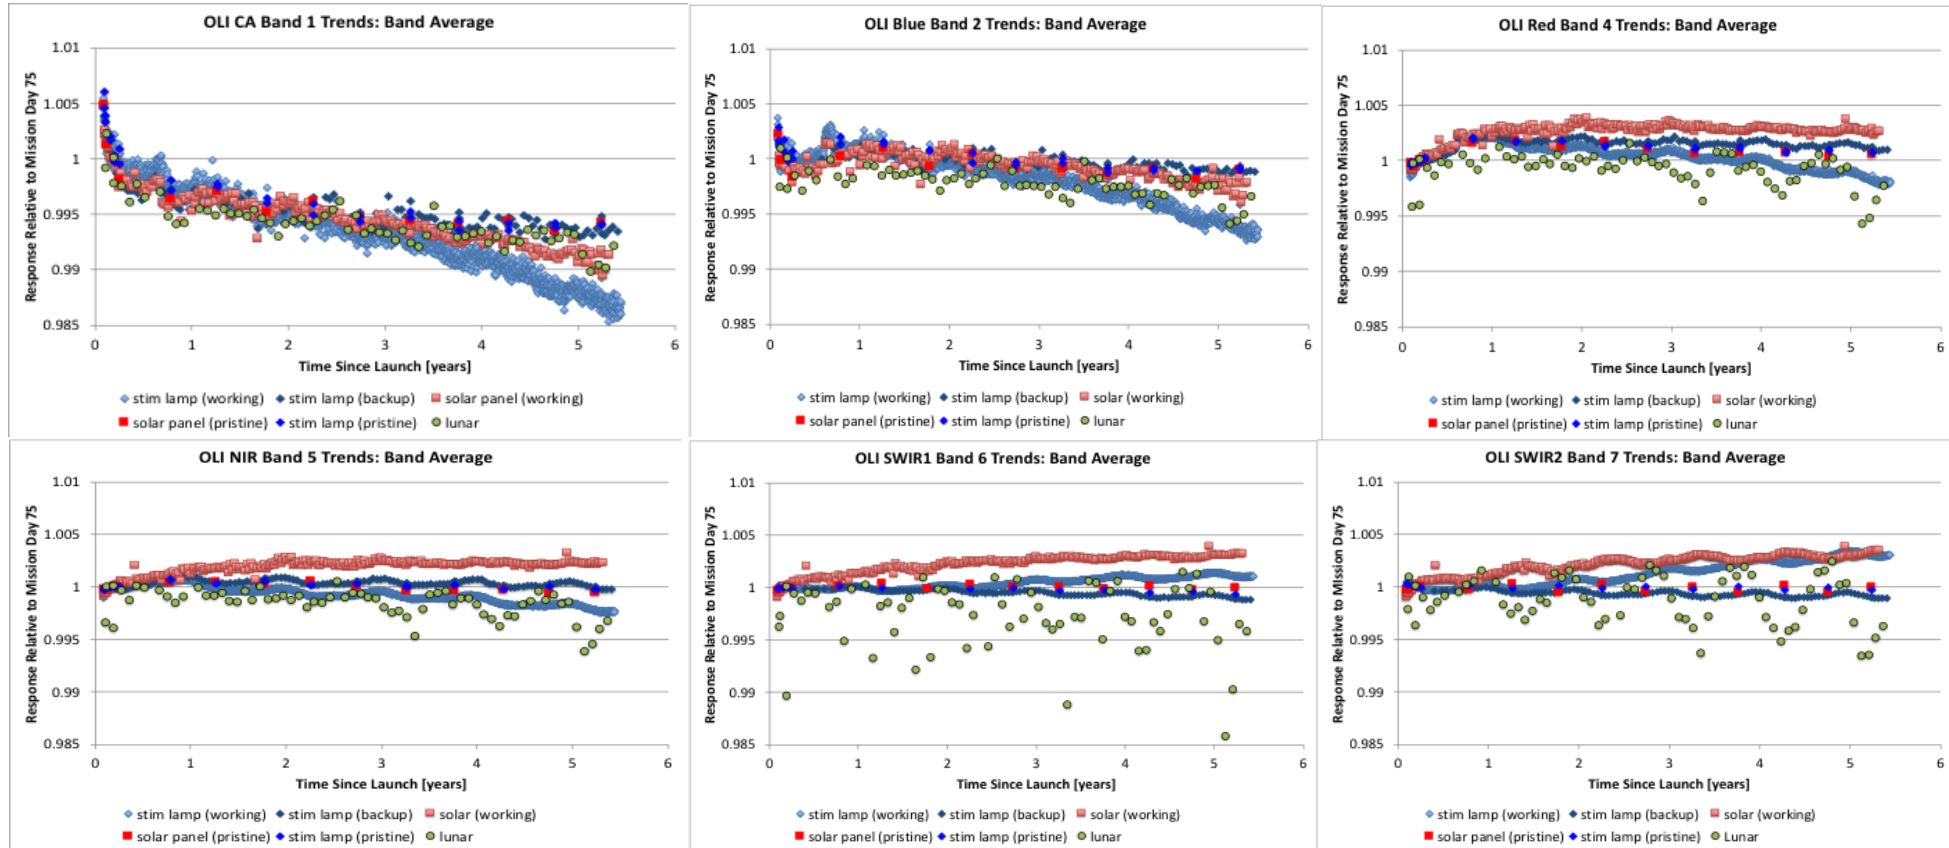 OLI CA Band 1 Trends: Band Average
Response Relative to Mission Day 75
1.01
1.005
1
0.995
0.99
0.985
0 1 2 3 4 5 6
Time Since Launch [years]
stim lamp (working) stim lamp (backup) solar panel (working)
solar panel (pristine) stim lamp (pristine) lunar
OLI Blue Band 2 Trends: Band Average
Response Relative to Mission Day 75
1.01
1.005
1
0.995
0.99
0.985
0 1 2 3 4 5 6
Time Since Launch [years]
stim lamp (working) stim lamp (backup) solar (working)
solar panel (pristine) stim lamp (pristine) lunar
OLI Red Band 4 Trends: Band Average
Response Relative to Mission Day 75
1.01
1.005
1
0.995
0.99
0.985
0 1 2 3 4 5 6
Time Since Launch [years]
stim lamp (working) stim lamp (backup) solar (working)
solar panel (pristine) stim lamp (pristine) lunar
OLI NIR Band 5 Trends: Band Average
Response Relative to Mission Day 75
1.01
1.005
1
0.995
0.99
0.985
0 1 2 3 4 5 6
Time Since Launch [years]
stim lamp (working) stim lamp (backup) solar (working)
solar panel (pristine) stim lamp (pristine) lunar
OLI SWIR1 Band 6 Trends: Band Average
Response Relative to Mission Day 75
1.01
1.005
1
0.995
0.99
0.985
0 1 2 3 4 5 6
Time Since Launch [years]
stim lamp (working) stim lamp (backup) solar (working)
solar panel (pristine) stim lamp (pristine) lunar
OLI SWIR2 Band 7 Trends: Band Average
Response Relative to Mission Day 75
1.01
1.005
1
0.995
0.99
0.985
0 1 2 3 4 5 6
Time Since Launch [years]
stim lamp (working) stim lamp (backup) solar (working)
solar panel (pristine) stim lamp (pristine) Lunar